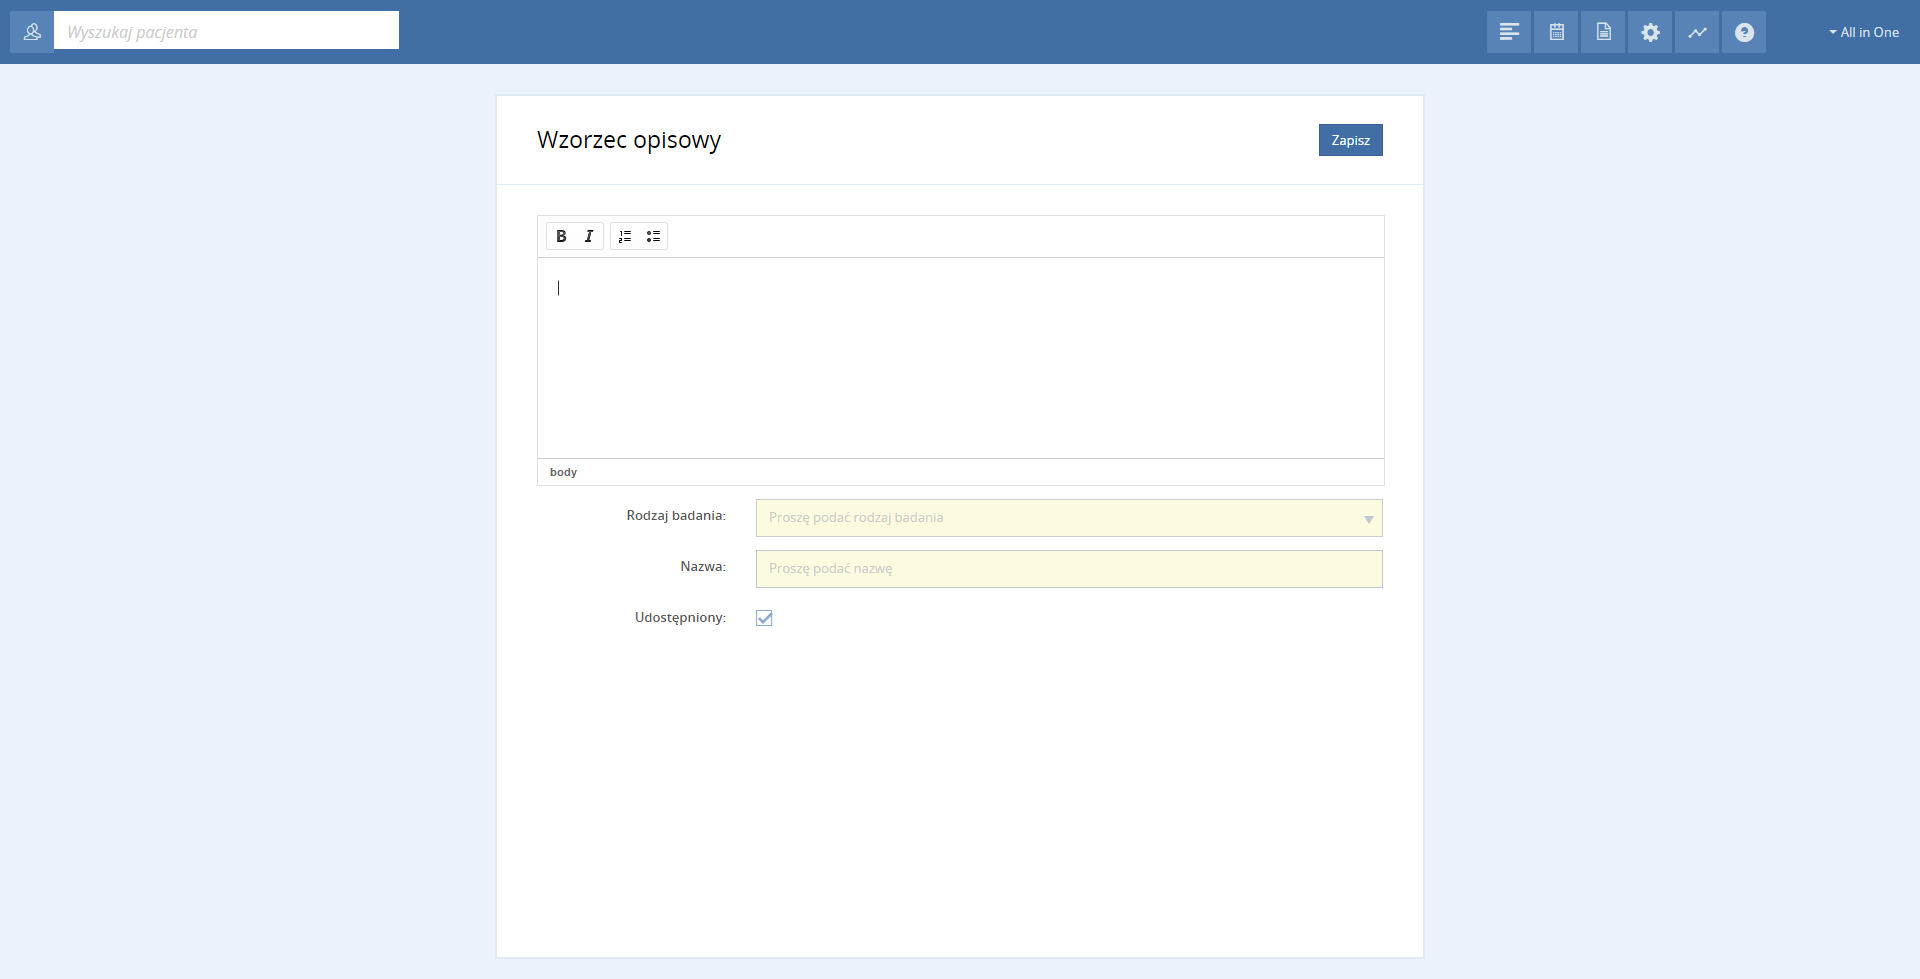 Wyszukaj pacjenta
All in One
Wzorzec opisowy
Zapisz
B I
body
Rodzaj badania:
Proszę podać rodzaj badania
Nazwa:
Proszę podać nazwę
Udostępniony: